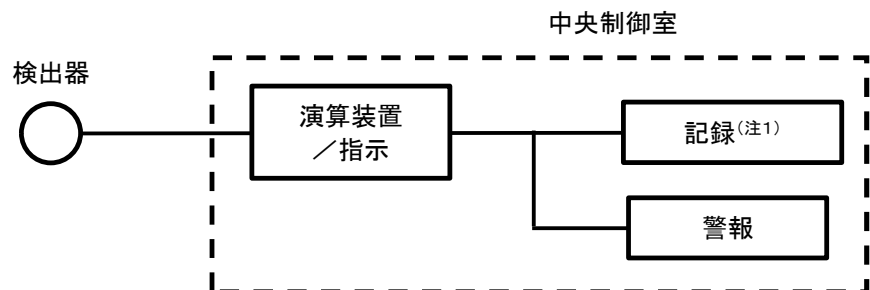 中央制御室
検出器
演算装置
／指示
記録(注1)
警報